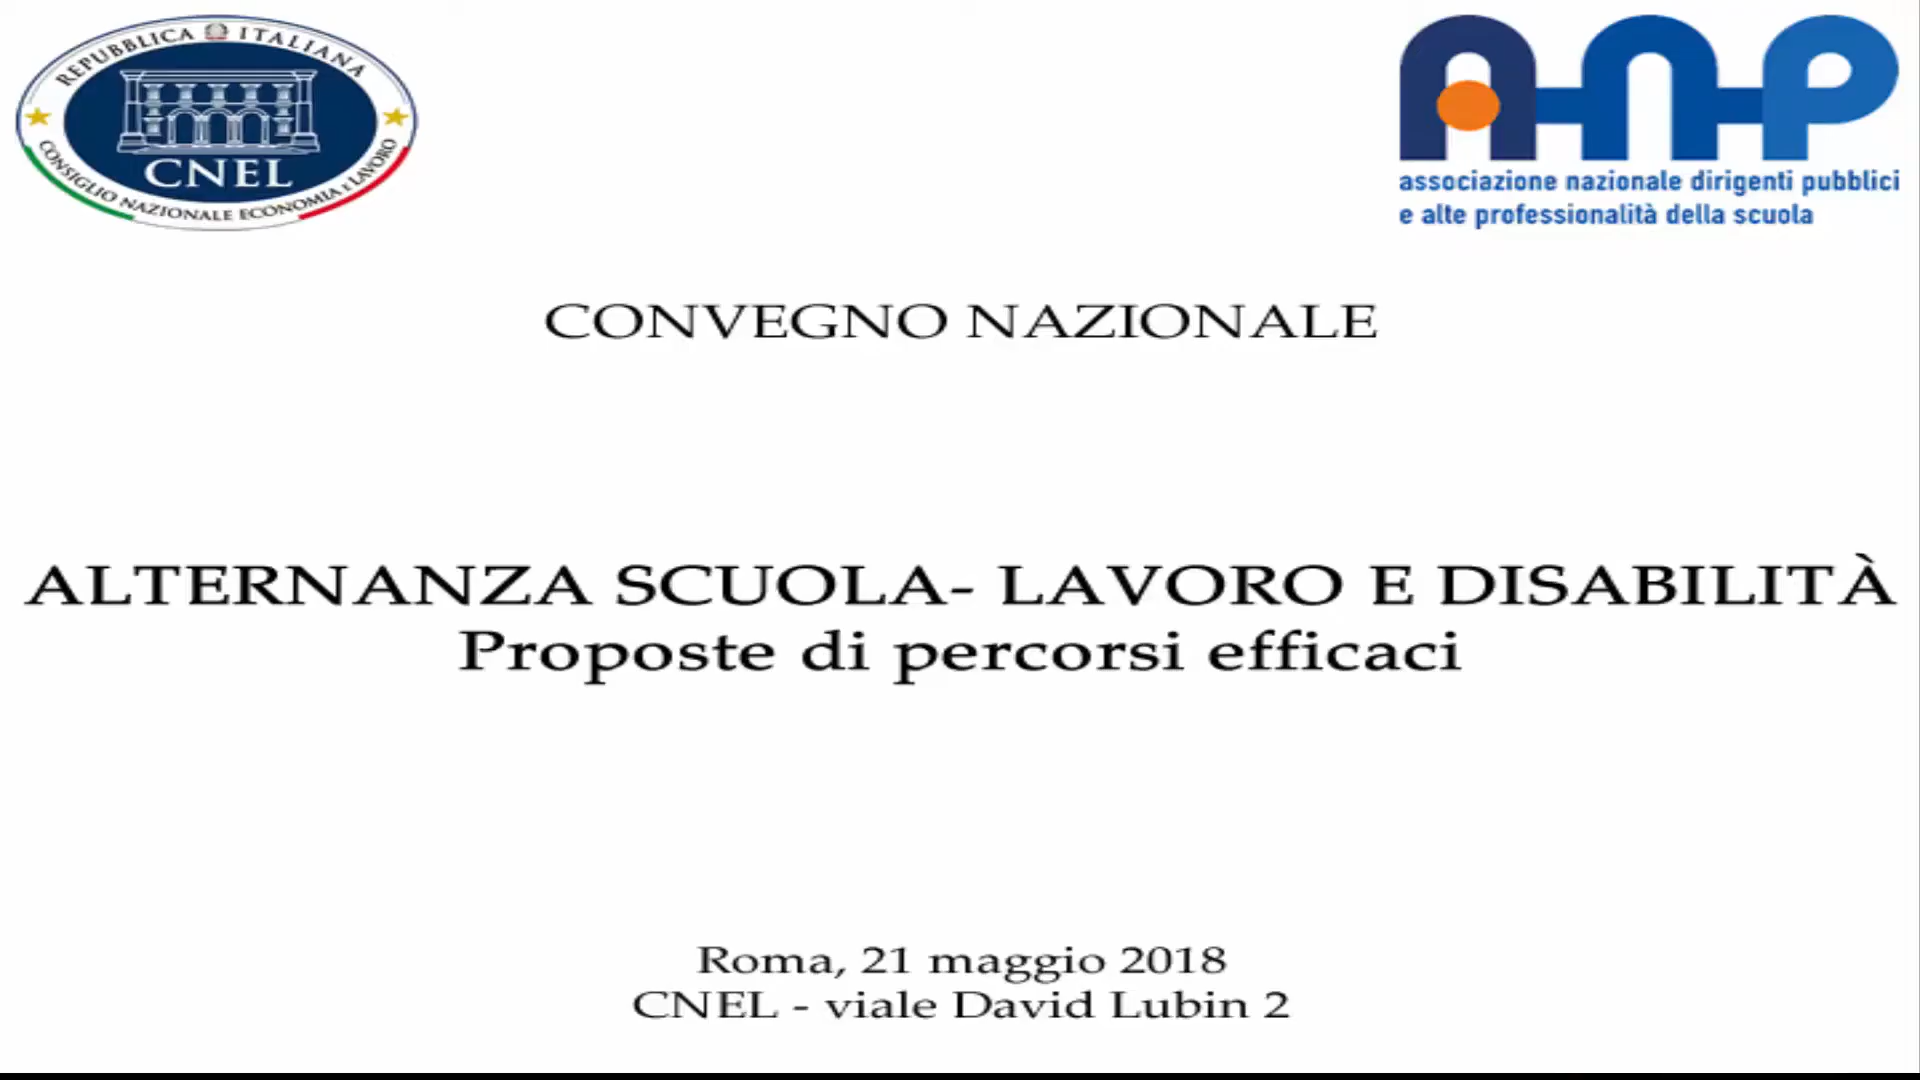 REPUBBLICA ITALIANA
CNEL
CONSIGLIO NAZIONALE ECONOMIA E LAVORO
anp
associazione nazionale dirigenti pubblici
e alte professionalità della scuola
CONVEGNO NAZIONALE
ALTERNANZA SCUOLA- LAVORO E DISABILITÀ
Proposte di percorsi efficaci
Roma, 21 maggio 2018
CNEL - viale David Lubin 2